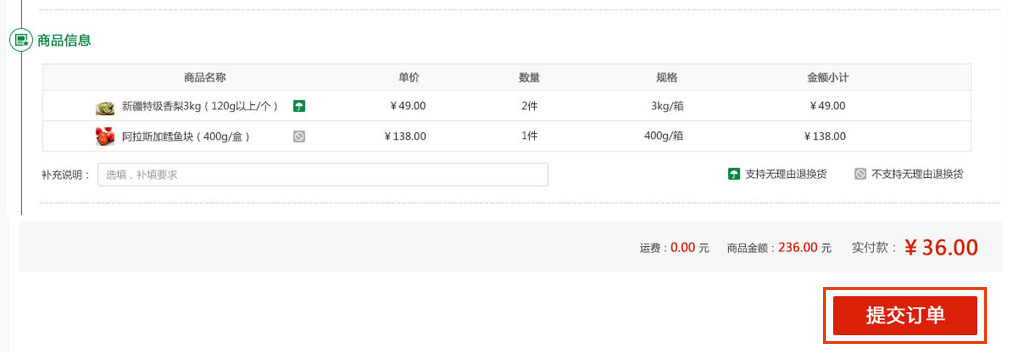 商品信息
商品名称 单价 数量 规格 金额小计
新疆特级香梨3kg（120g以上/个） ￥49.00 2件 3kg/箱 ￥49.00
阿拉斯加鳕鱼块（400g/盒） ￥138.00 1件 400g/箱 ￥138.00
补充说明： 选填，补填要求 支持无理由退换货 不支持无理由退换货
运费：0.00 元 商品金额：236.00 元 实付款：￥36.00
提交订单